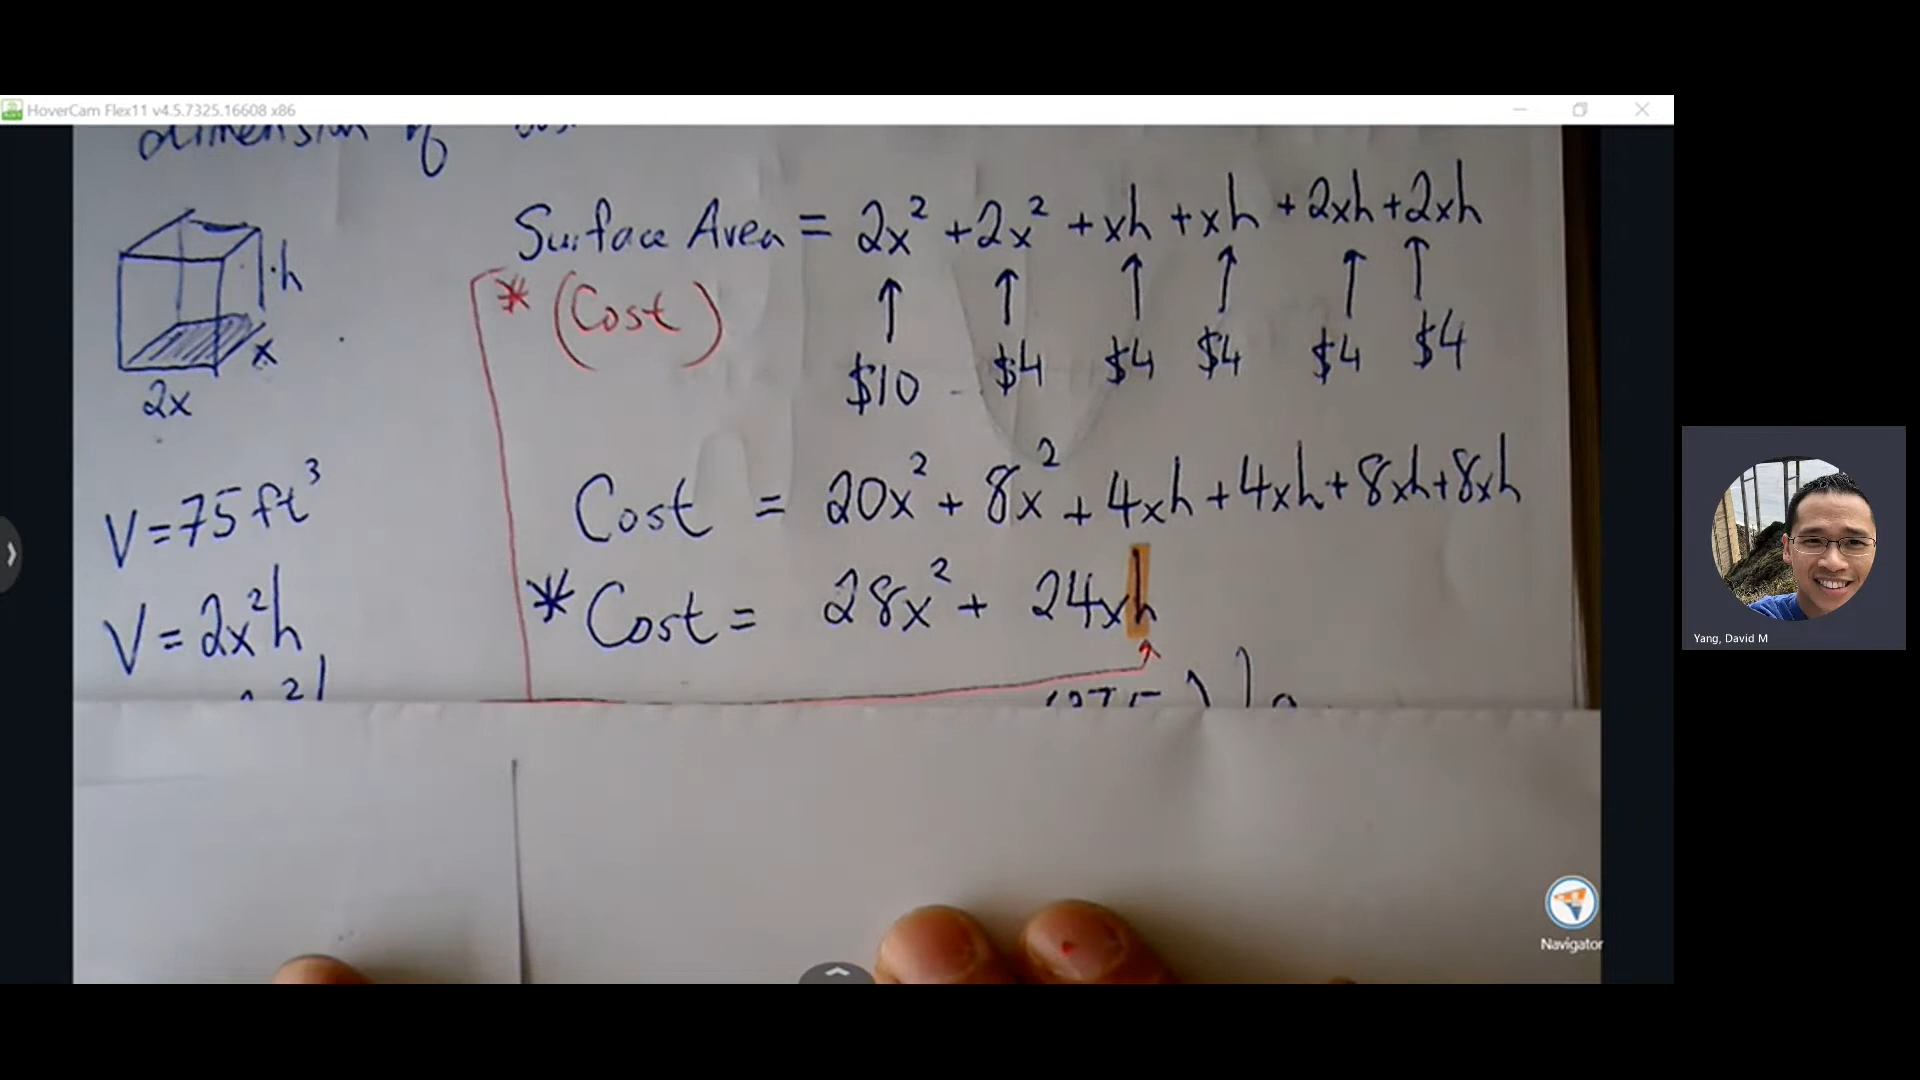 HoverCam Flex11 v4.5.7325.16608 x86
dimension of
Surface Area = 2x² + 2x² + xh + xh + 2xh + 2xh
* (Cost)
$10 $4 $4 $4 $4 $4
h
x
2x
Cost = 20x² + 8x² + 4xh + 4xh + 8xh + 8xh
* Cost = 28x² + 24xh
V = 75 ft³
V = 2x²h
Yang, David M
Navigator